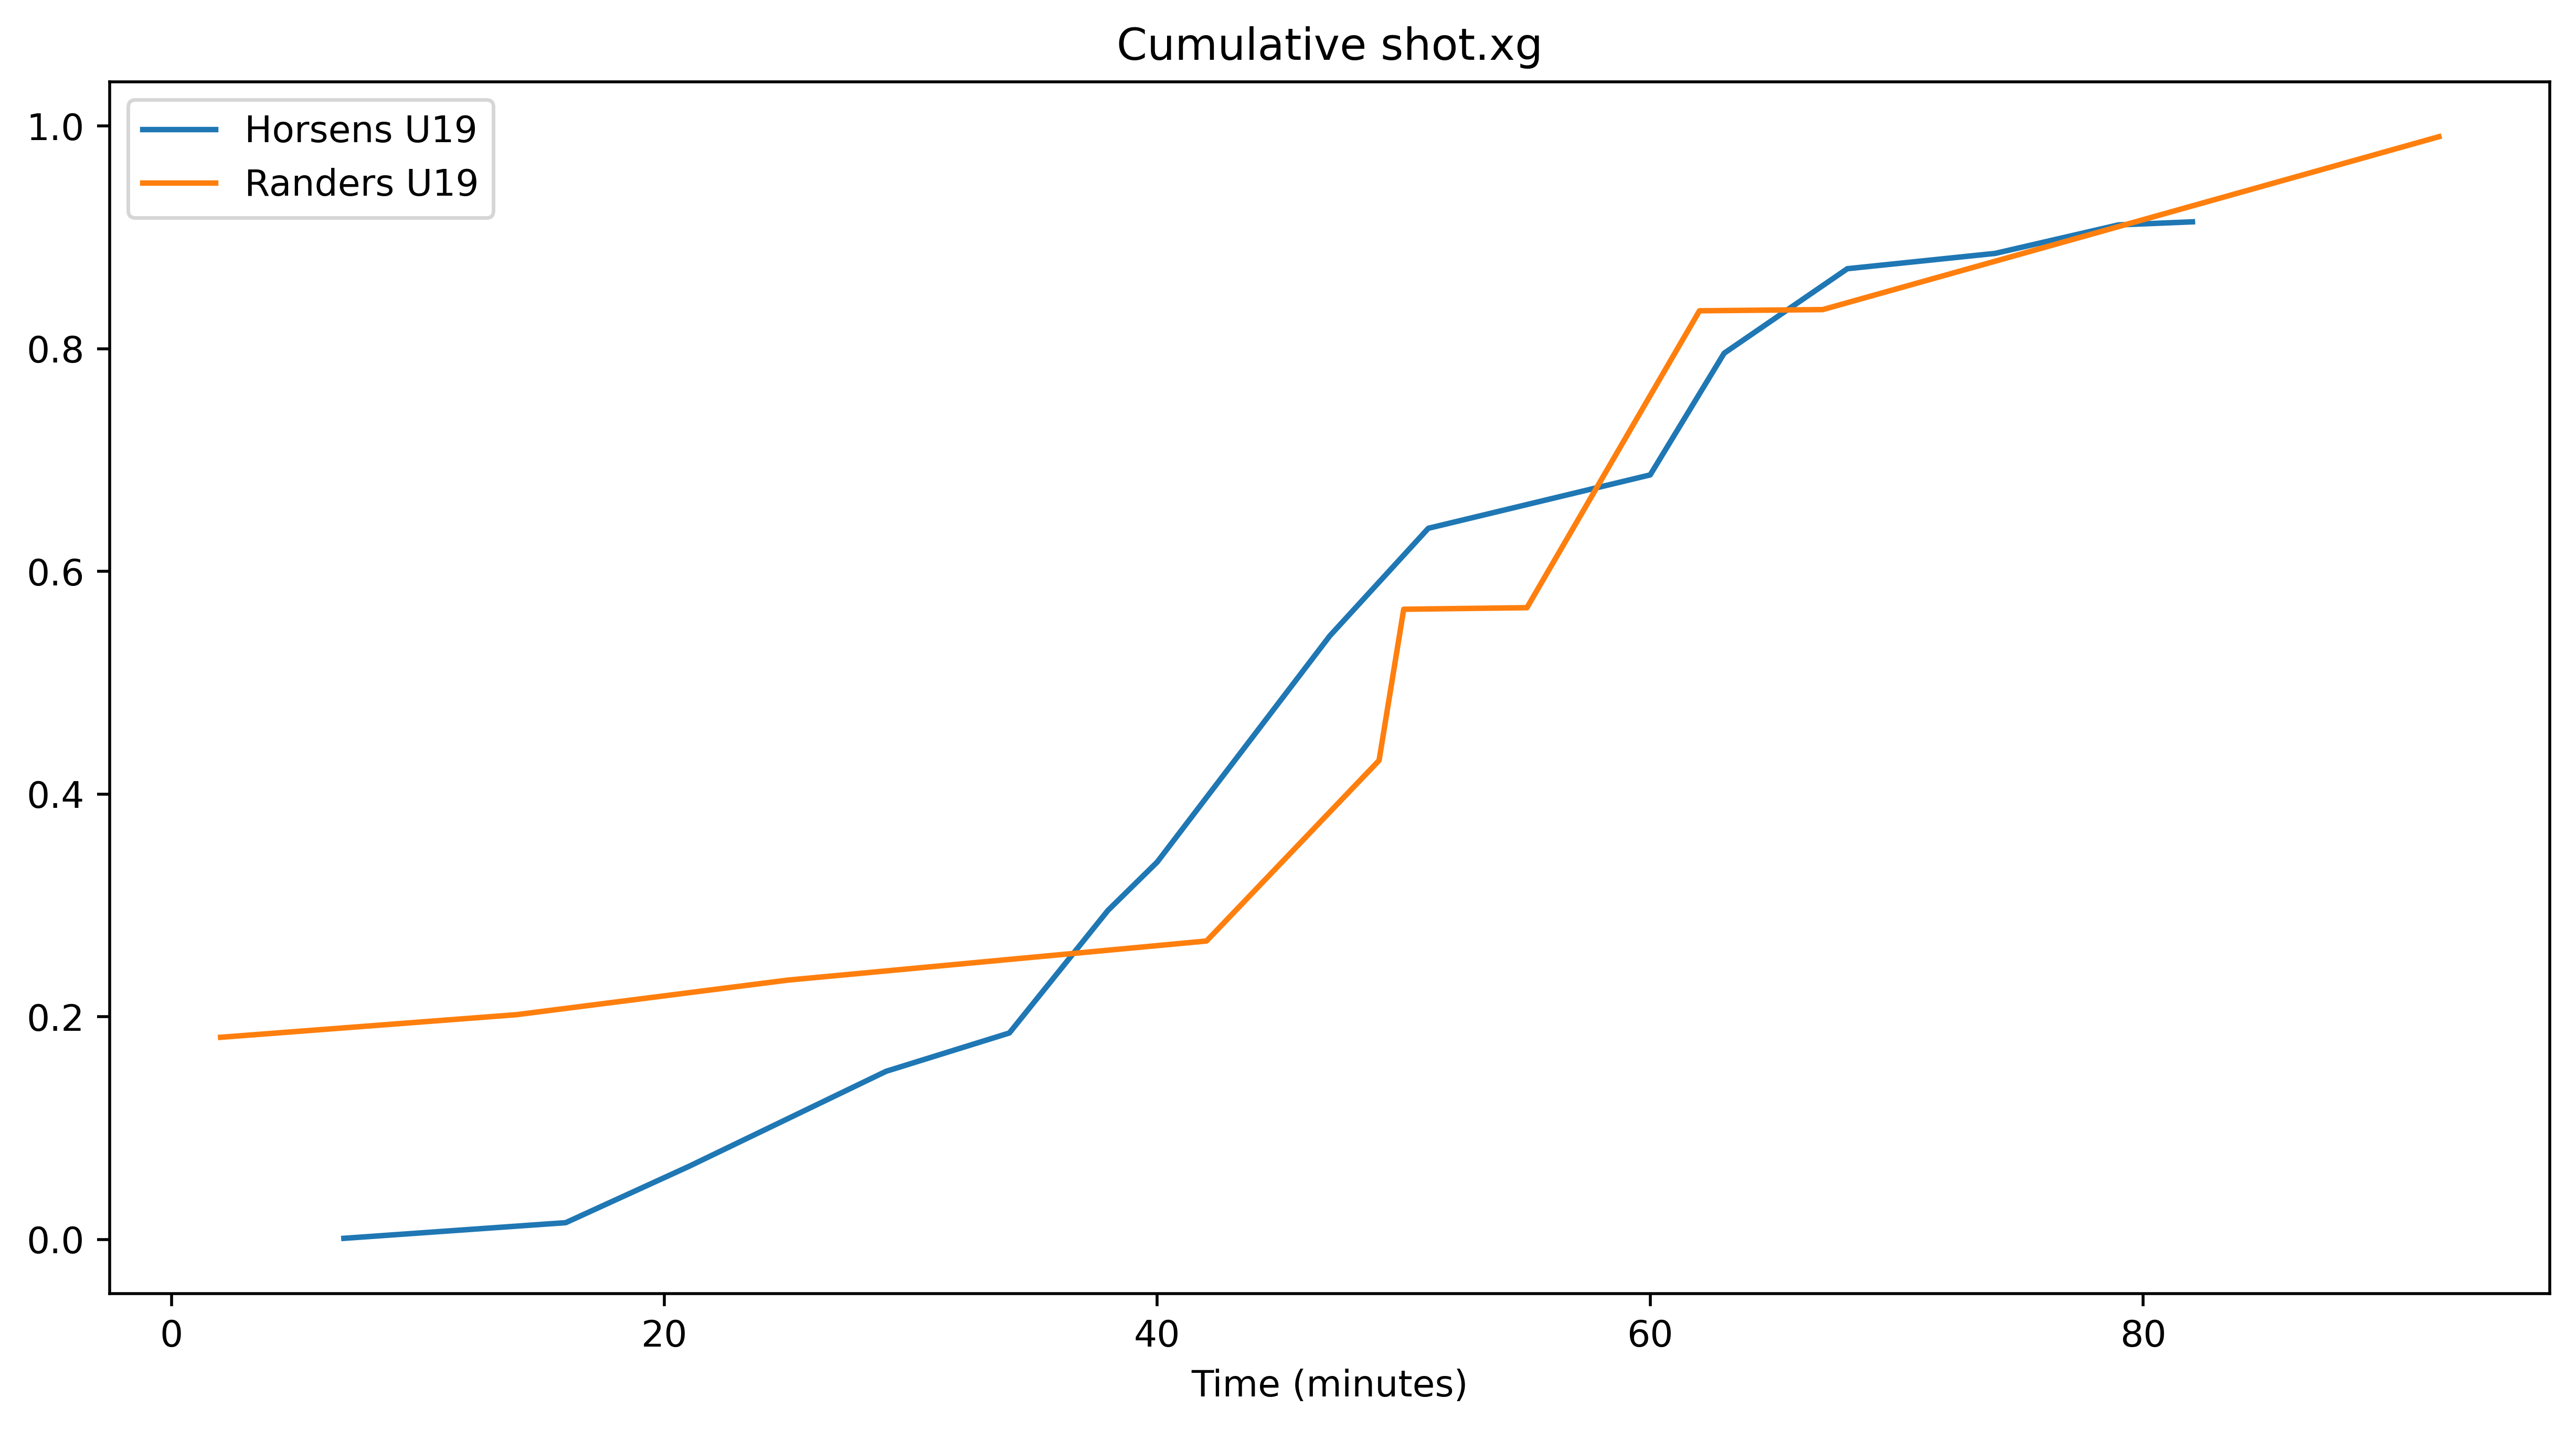 Cumulative shot.xg
Horsens U19
Randers U19
1.0
0.8
0.6
0.4
0.2
0.0
0 20 40 60 80
Time (minutes)